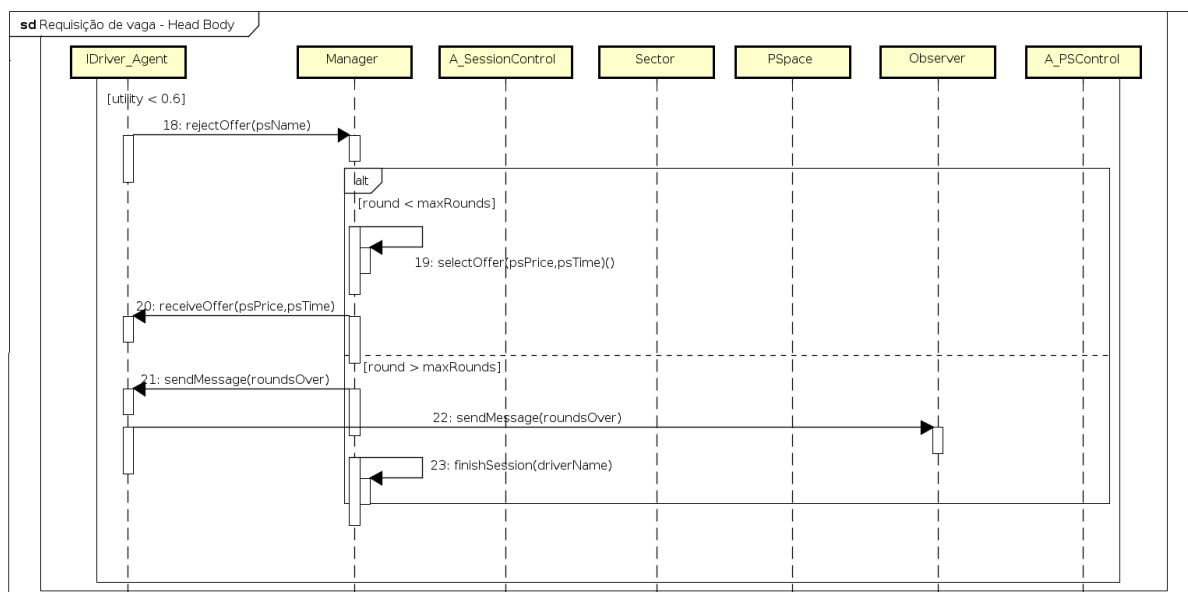 sd Requisição de vaga - Head Body
IDriver_Agent
Manager
A_SessionControl
Sector
PSpace
Observer
A_PSControl
[utility < 0.6]
18: rejectOffer(psName)
alt
[round < maxRounds]
19: selectOffer(psPrice,psTime)()
20: receiveOffer(psPrice,psTime)
[round > maxRounds]
21: sendMessage(roundsOver)
22: sendMessage(roundsOver)
23: finishSession(driverName)